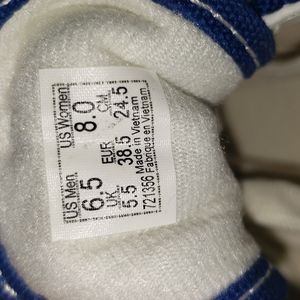 US Men US Women
6.5 8.0
UK EUR CM
5.5 38.5 24.5
Made in Vietnam
721356 Fabriqué en Vietnam